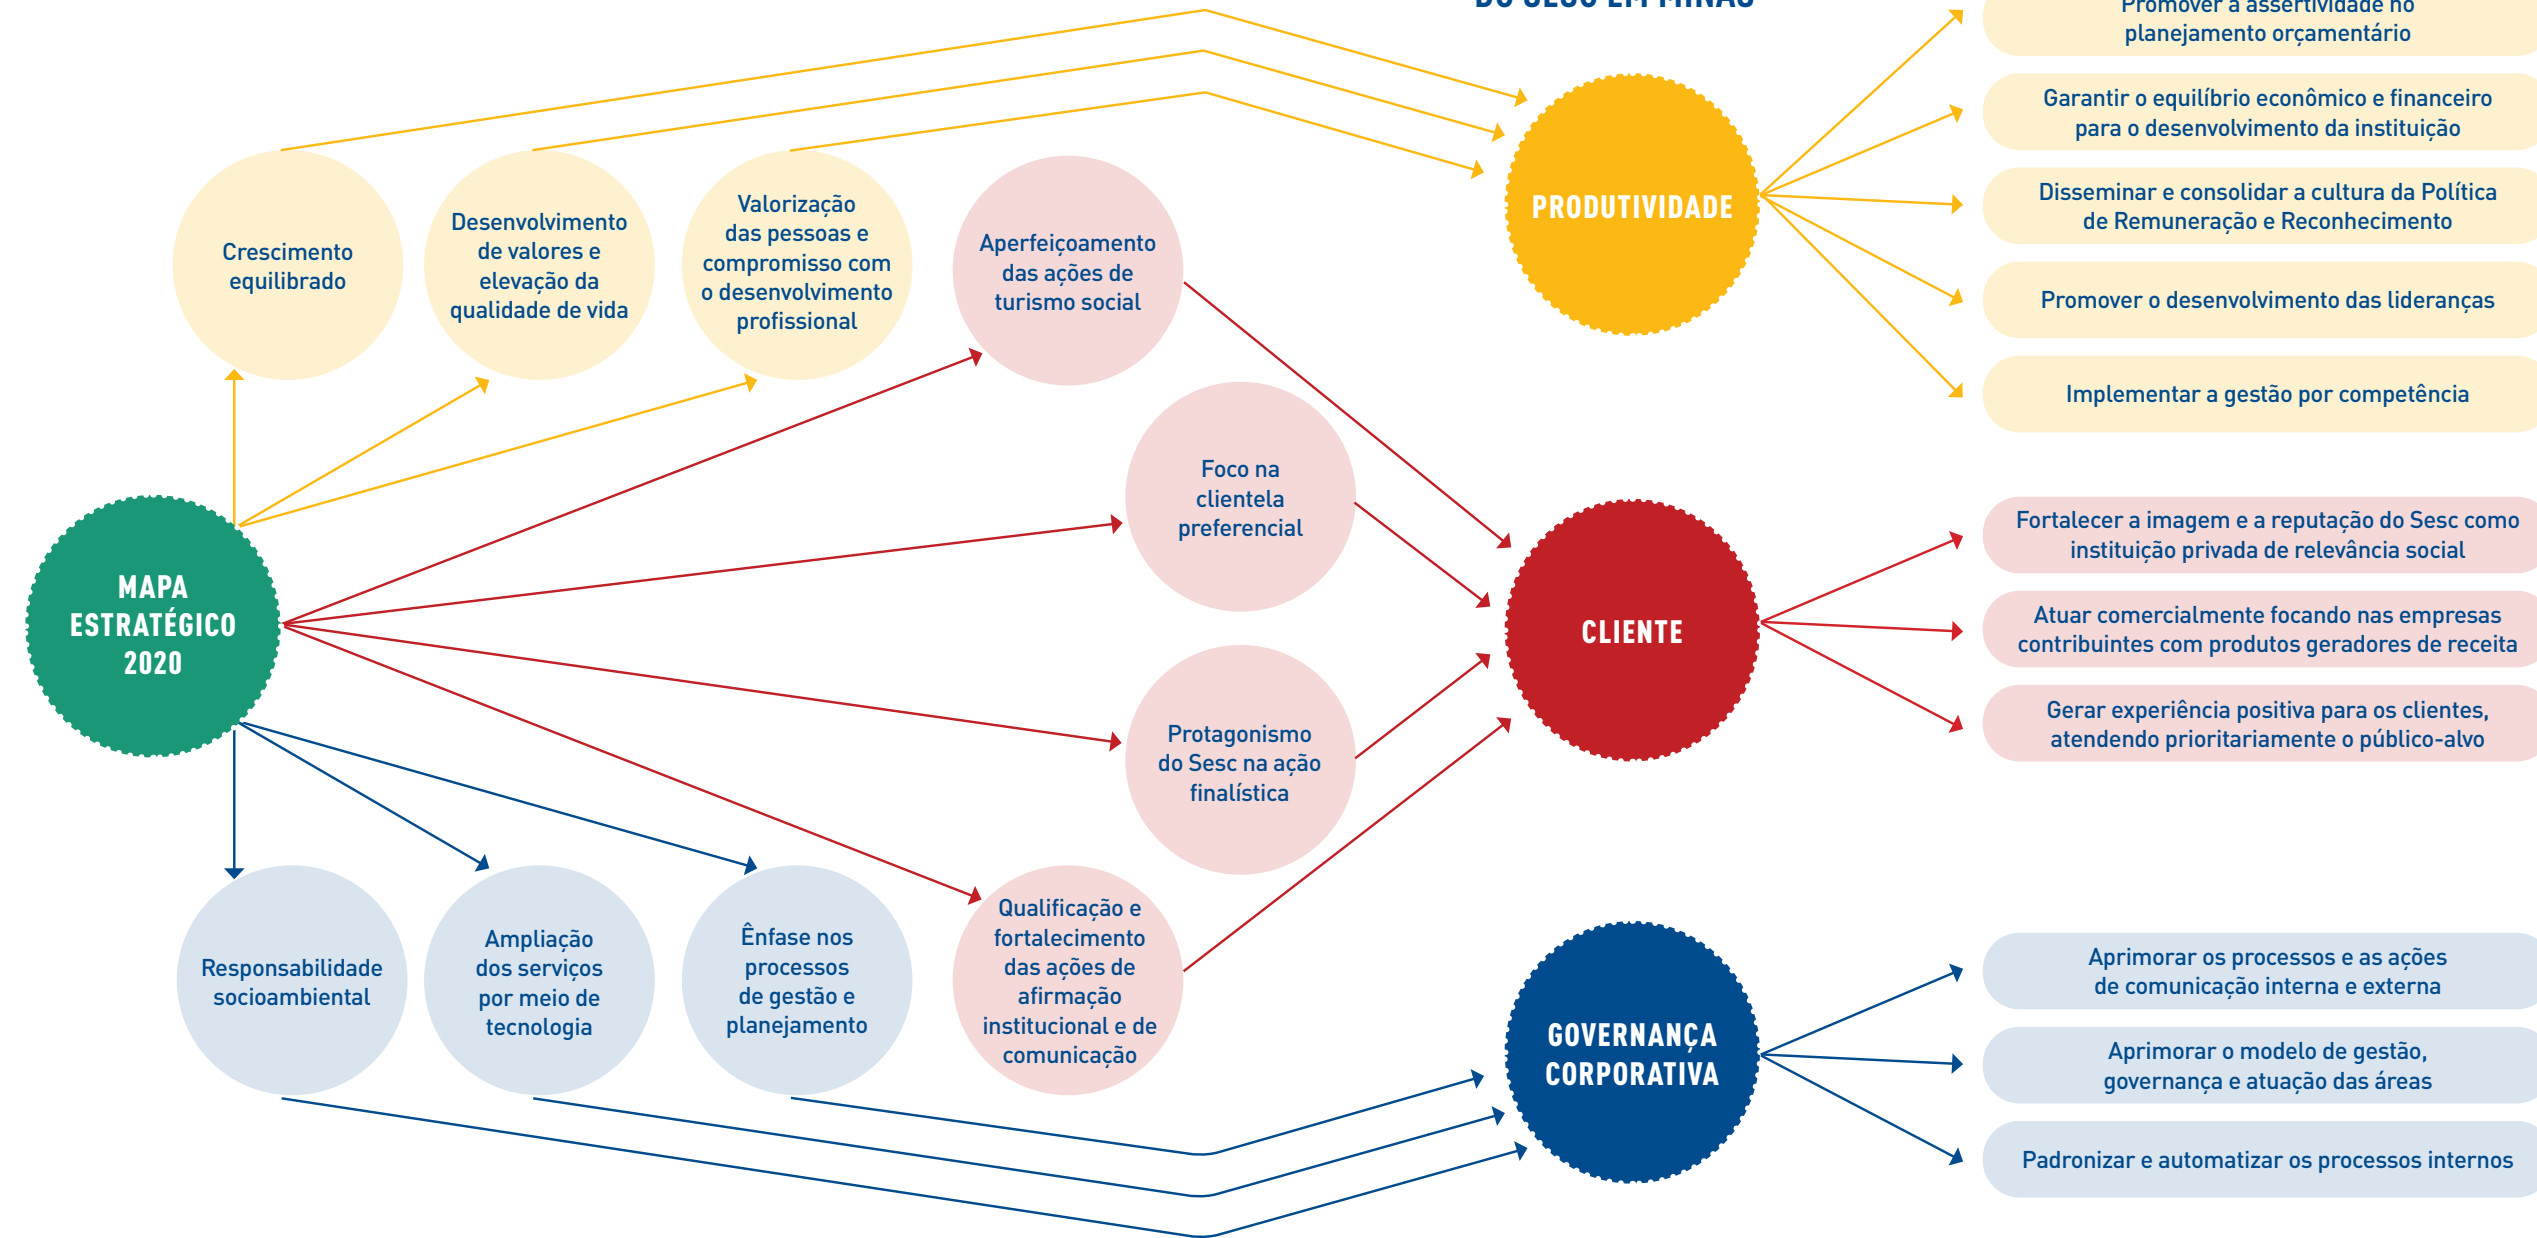 DO SESC EM MINAS
Promover a assertividade no
planejamento orçamentário
Garantir o equilíbrio econômico e financeiro
para o desenvolvimento da instituição
Disseminar e consolidar a cultura da Política
de Remuneração e Reconhecimento
Promover o desenvolvimento das lideranças
Implementar a gestão por competência
PRODUTIVIDADE
Crescimento
equilibrado
Desenvolvimento
de valores e
elevação da
qualidade de vida
Valorização
das pessoas e
compromisso com
o desenvolvimento
profissional
Aperfeiçoamento
das ações de
turismo social
Foco na
clientela
preferencial
MAPA
ESTRATÉGICO
2020
Protagonismo
do Sesc na ação
finalística
CLIENTE
Fortalecer a imagem e a reputação do Sesc como
instituição privada de relevância social
Atuar comercialmente focando nas empresas
contribuintes com produtos geradores de receita
Gerar experiência positiva para os clientes,
atendendo prioritariamente o público-alvo
Responsabilidade
socioambiental
Ampliação
dos serviços
por meio de
tecnologia
Ênfase nos
processos
de gestão e
planejamento
Qualificação e
fortalecimento
das ações de
afirmação
institucional e de
comunicação
GOVERNANÇA
CORPORATIVA
Aprimorar os processos e as ações
de comunicação interna e externa
Aprimorar o modelo de gestão,
governança e atuação das áreas
Padronizar e automatizar os processos internos